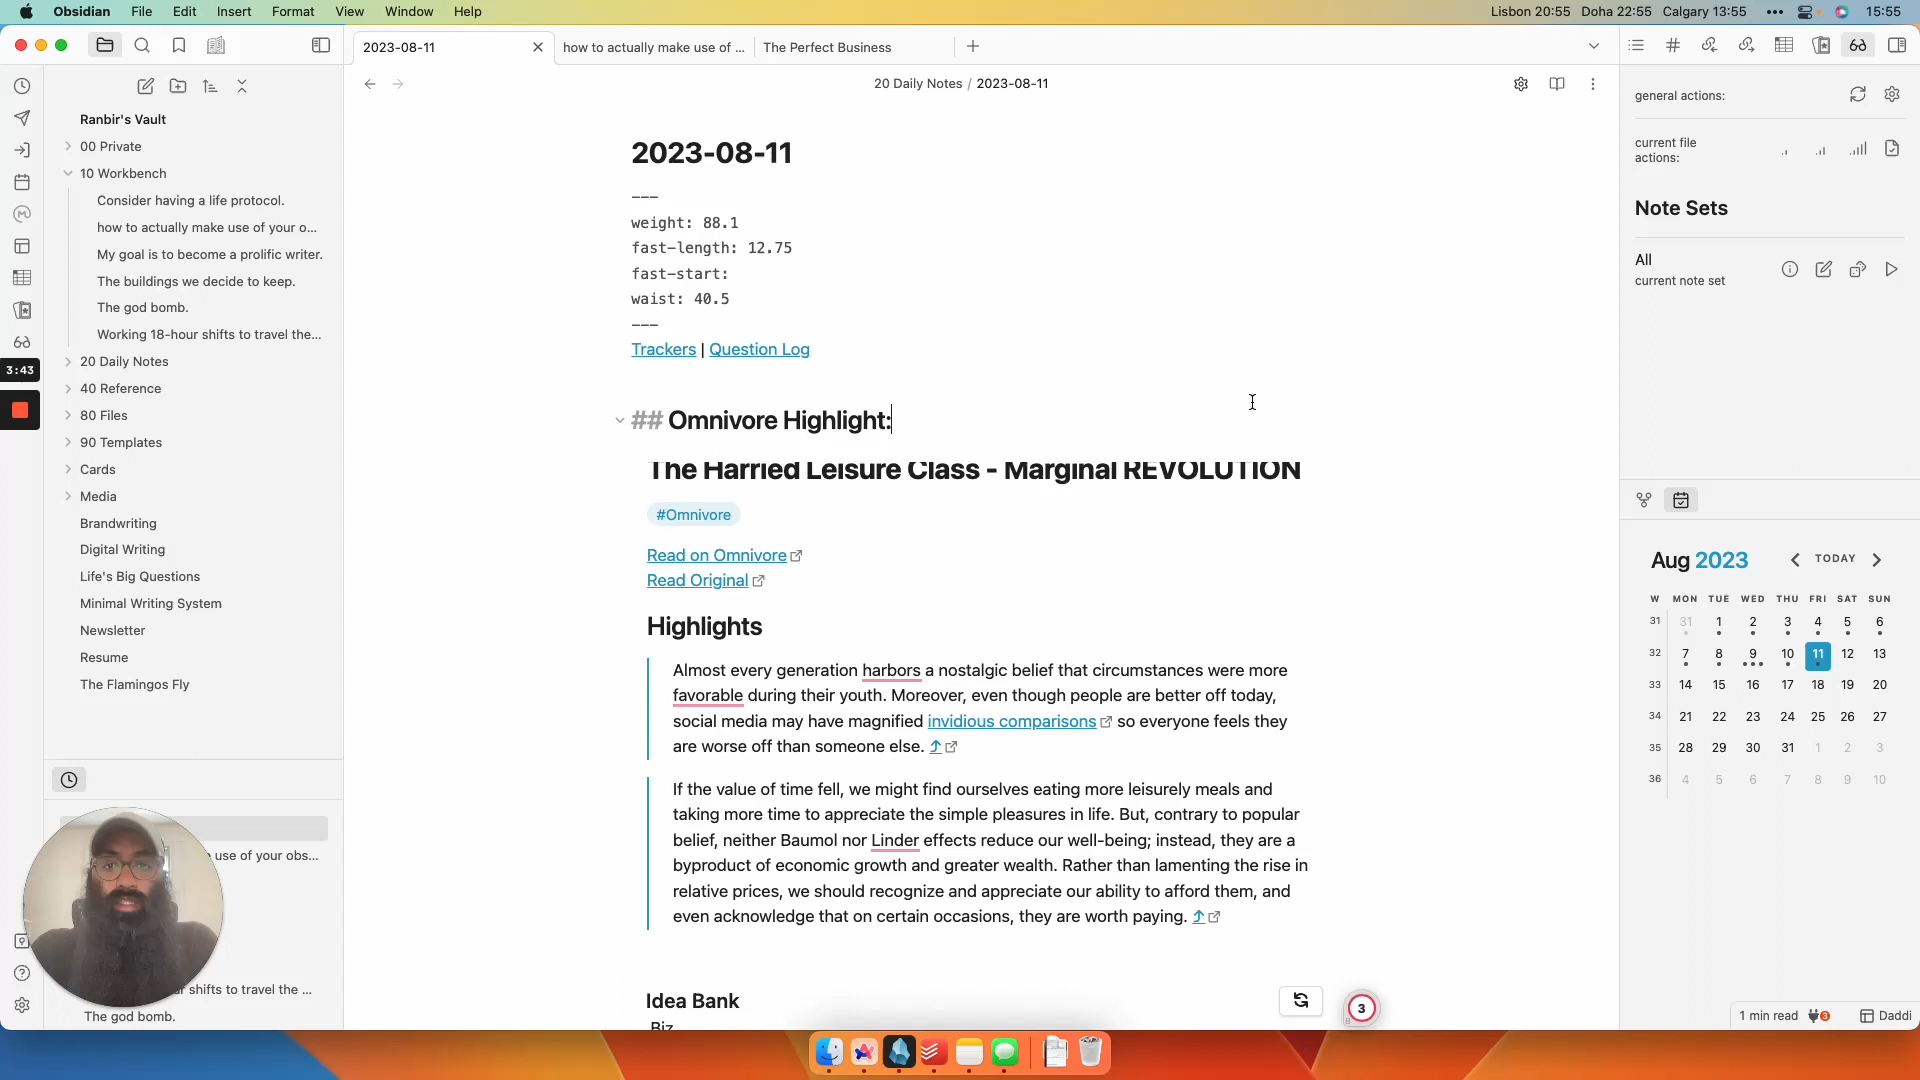 Obsidian File Edit Insert Format View Window Help
Lisbon 20:55 Doha 22:55 Calgary 13:55 ••• 15:55
2023-08-11
how to actually make use of ...
The Perfect Business
20 Daily Notes / 2023-08-11
Ranbir's Vault
00 Private
10 Workbench
Consider having a life protocol.
how to actually make use of your o...
My goal is to become a prolific writer.
The buildings we decide to keep.
The god bomb.
Working 18-hour shifts to travel the...
20 Daily Notes
40 Reference
80 Files
90 Templates
Cards
Media
Brandwriting
Digital Writing
Life's Big Questions
Minimal Writing System
Newsletter
Resume
The Flamingos Fly
3:43
use of your obs...
shifts to travel the ...
The god bomb.
2023-08-11
---
weight: 88.1
fast-length: 12.75
fast-start:
waist: 40.5
---
Trackers | Question Log
## Omnivore Highlight:
The Harried Leisure Class - Marginal REVOLUTION
#Omnivore
Read on Omnivore
Read Original
Highlights
Almost every generation harbors a nostalgic belief that circumstances were more
favorable during their youth. Moreover, even though people are better off today,
social media may have magnified invidious comparisons so everyone feels they
are worse off than someone else. ⤴
If the value of time fell, we might find ourselves eating more leisurely meals and
taking more time to appreciate the simple pleasures in life. But, contrary to popular
belief, neither Baumol nor Linder effects reduce our well-being; instead, they are a
byproduct of economic growth and greater wealth. Rather than lamenting the rise in
relative prices, we should recognize and appreciate our ability to afford them, and
even acknowledge that on certain occasions, they are worth paying. ⤴
Idea Bank
Biz
3
general actions:
current file
actions:
Note Sets
All
current note set
Aug 2023 TODAY
W MON TUE WED THU FRI SAT SUN
31 31 1 2 3 4 5 6
32 7 8 9 10 11 12 13
33 14 15 16 17 18 19 20
34 21 22 23 24 25 26 27
35 28 29 30 31 1 2 3
36 4 5 6 7 8 9 10
1 min read 3 Daddi